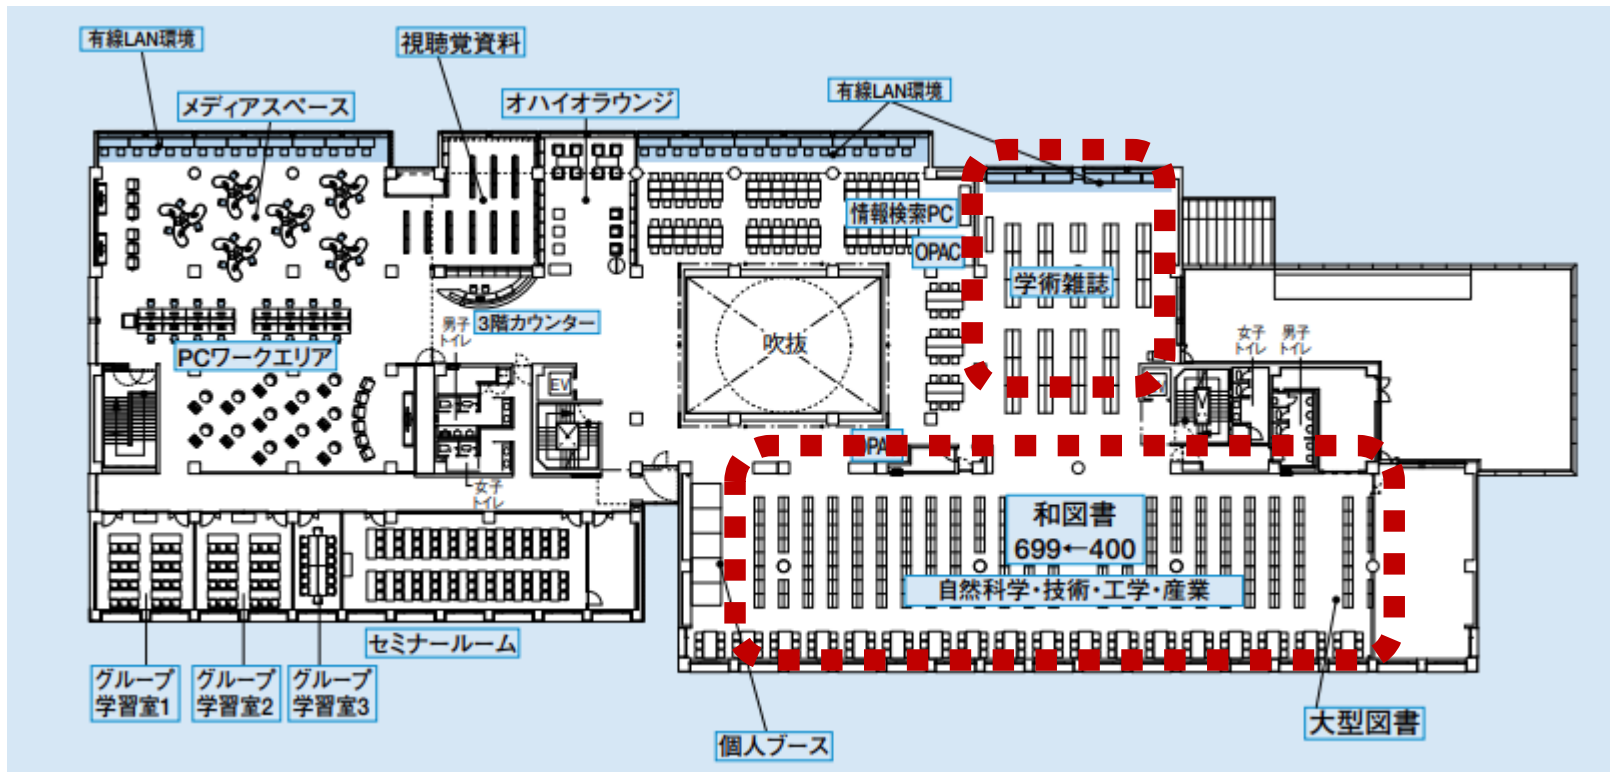 有線LAN環境
視聴覚資料
メディアスペース
オハイオラウンジ
有線LAN環境
情報検索PC
OPAC
学術雑誌
3階カウンター
男子
トイレ
吹抜
女子
トイレ
男子
トイレ
PCワークエリア
EV
女子
トイレ
和図書
699←400
自然科学・技術・工学・産業
セミナールーム
グループ
学習室1
グループ
学習室2
グループ
学習室3
個人ブース
大型図書